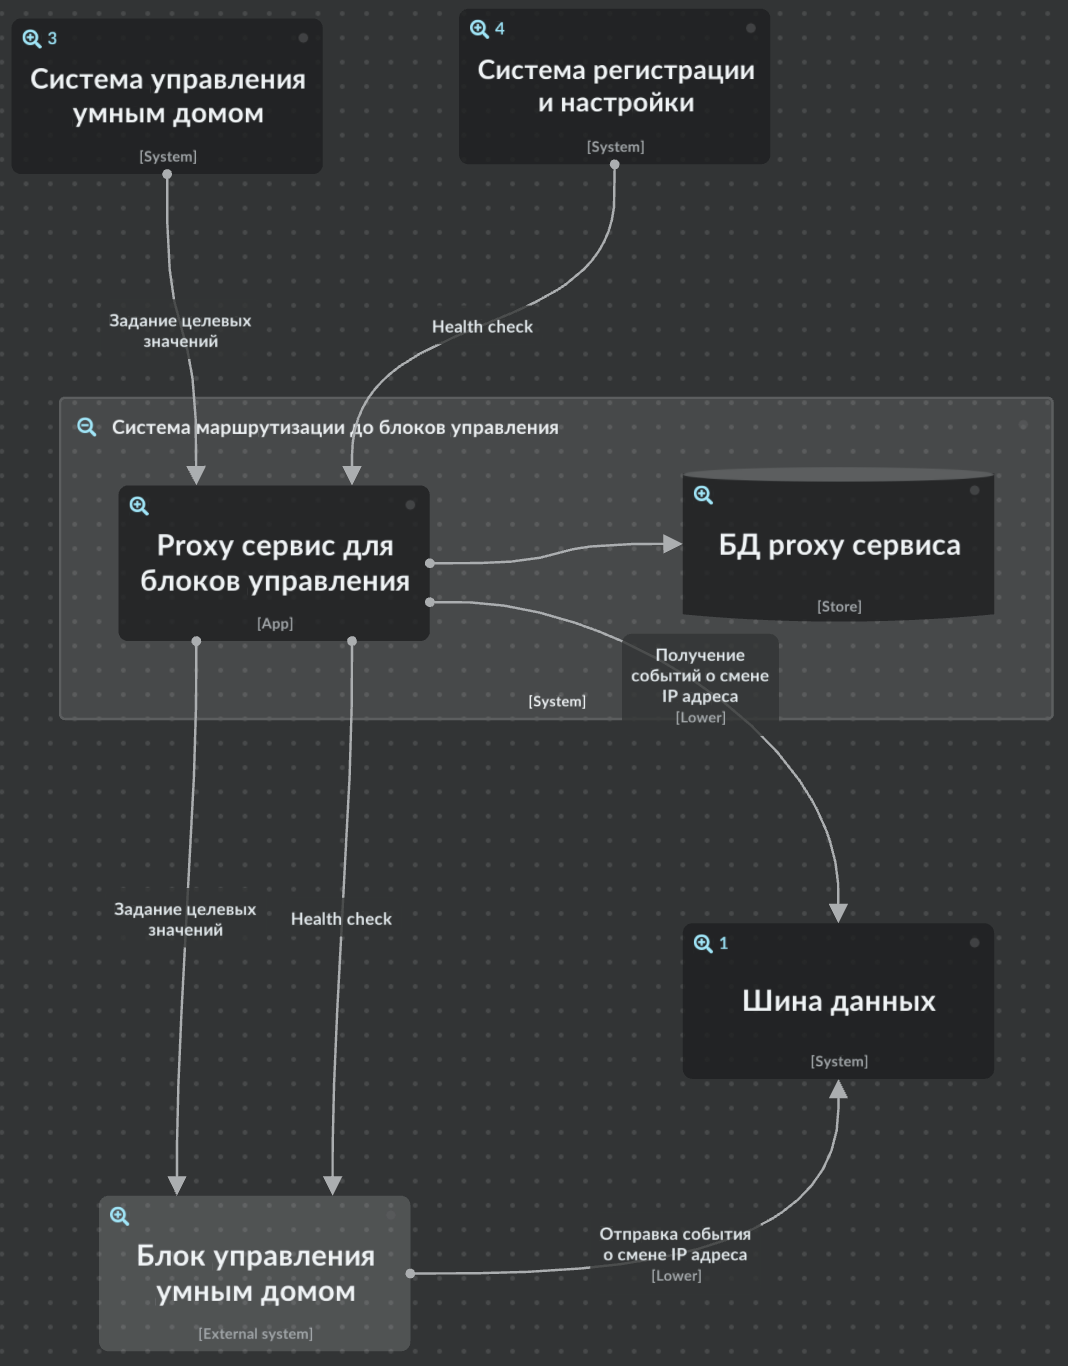 3
Система управления
умным домом
[System]
4
Система регистрации
и настройки
[System]
Задание целевых
значений
Health check
Система маршрутизации до блоков управления
Proxy сервис для
блоков управления
[App]
БД proxy сервиса
[Store]
Получение
событий о смене
IP адреса
[Lower]
[System]
Задание целевых
значений
Health check
1
Шина данных
[System]
Отправка события
о смене IP адреса
[Lower]
Блок управления
умным домом
[External system]